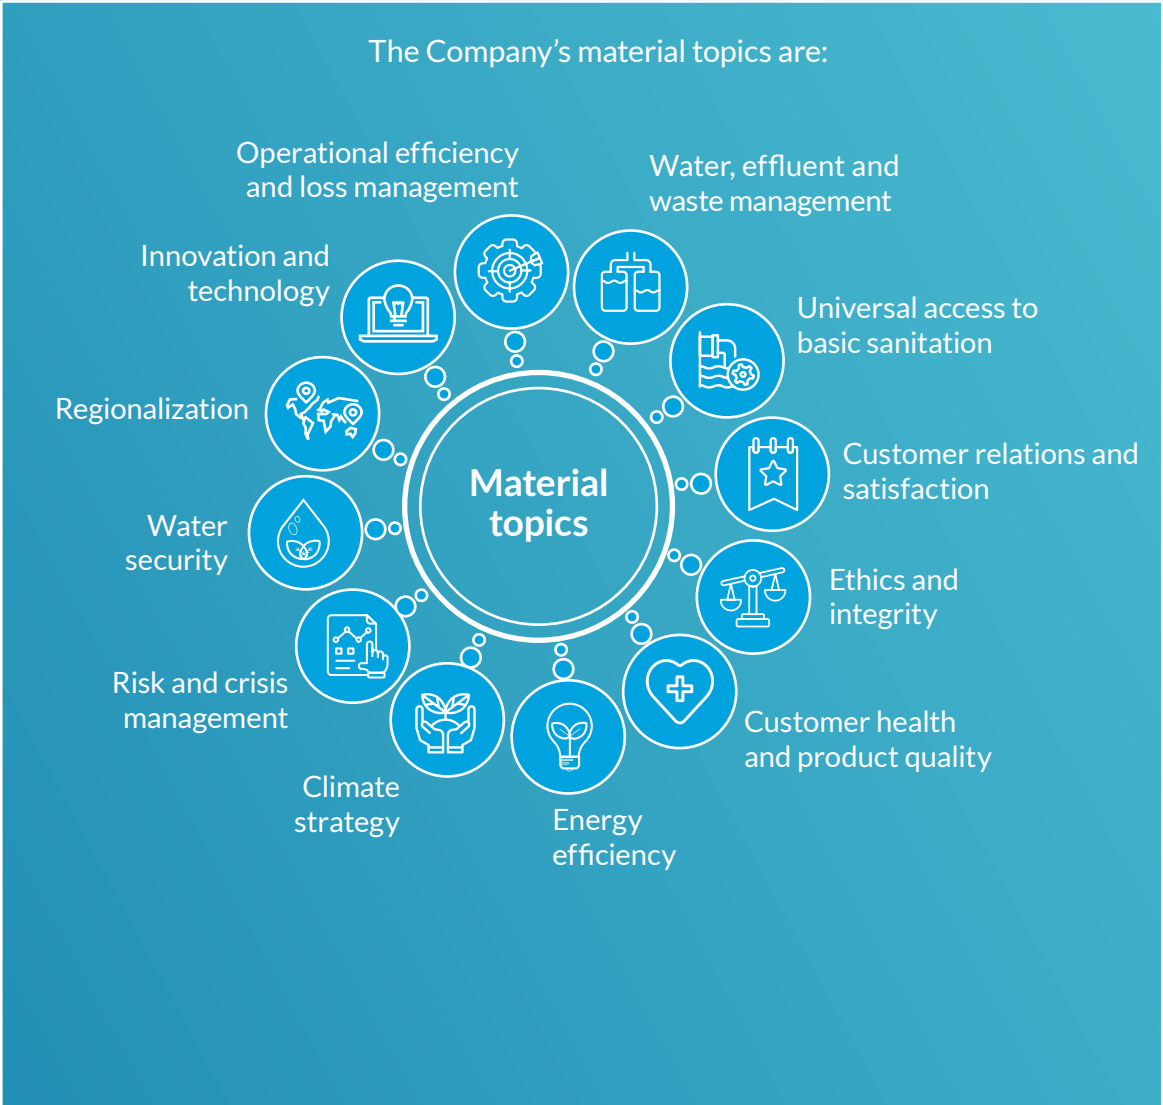 The Company’s material topics are:
Operational efficiency
and loss management
Water, effluent and
waste management
Innovation and
technology
Universal access to
basic sanitation
Regionalization
Customer relations and
satisfaction
Material
topics
Water
security
Ethics and
integrity
Risk and crisis
management
Customer health
and product quality
Climate
strategy
Energy
efficiency